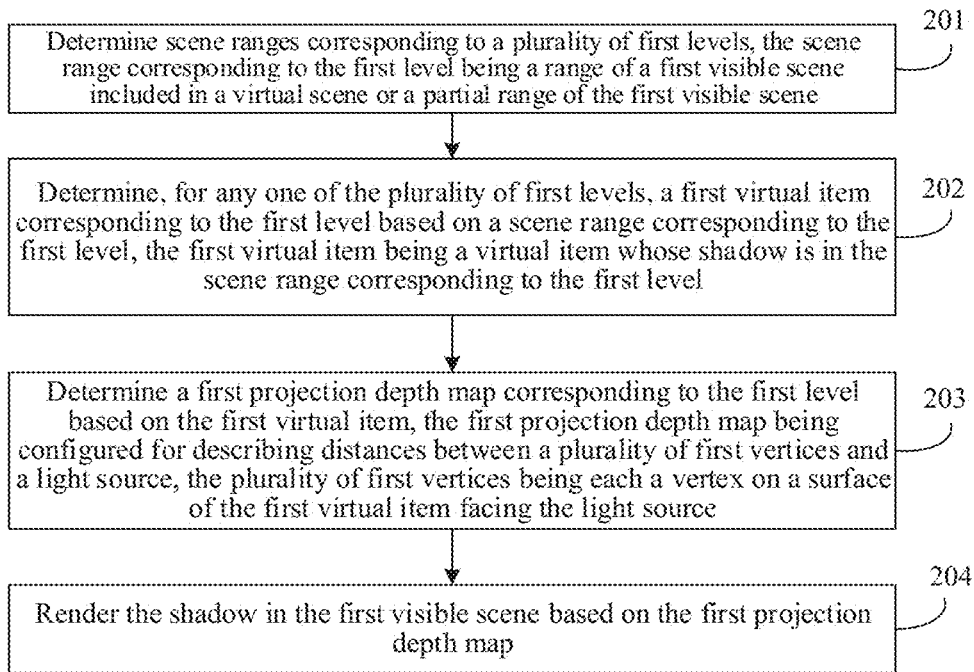 201
Determine scene ranges corresponding to a plurality of first levels, the scene
range corresponding to the first level being a range of a first visible scene
included in a virtual scene or a partial range of the first visible scene
202
Determine, for any one of the plurality of first levels, a first virtual item
corresponding to the first level based on a scene range corresponding to the
first level, the first virtual item being a virtual item whose shadow is in the
scene range corresponding to the first level
203
Determine a first projection depth map corresponding to the first level
based on the first virtual item, the first projection depth map being
configured for describing distances between a plurality of first vertices and
a light source, the plurality of first vertices being each a vertex on a surface
of the first virtual item facing the light source
204
Render the shadow in the first visible scene based on the first projection
depth map